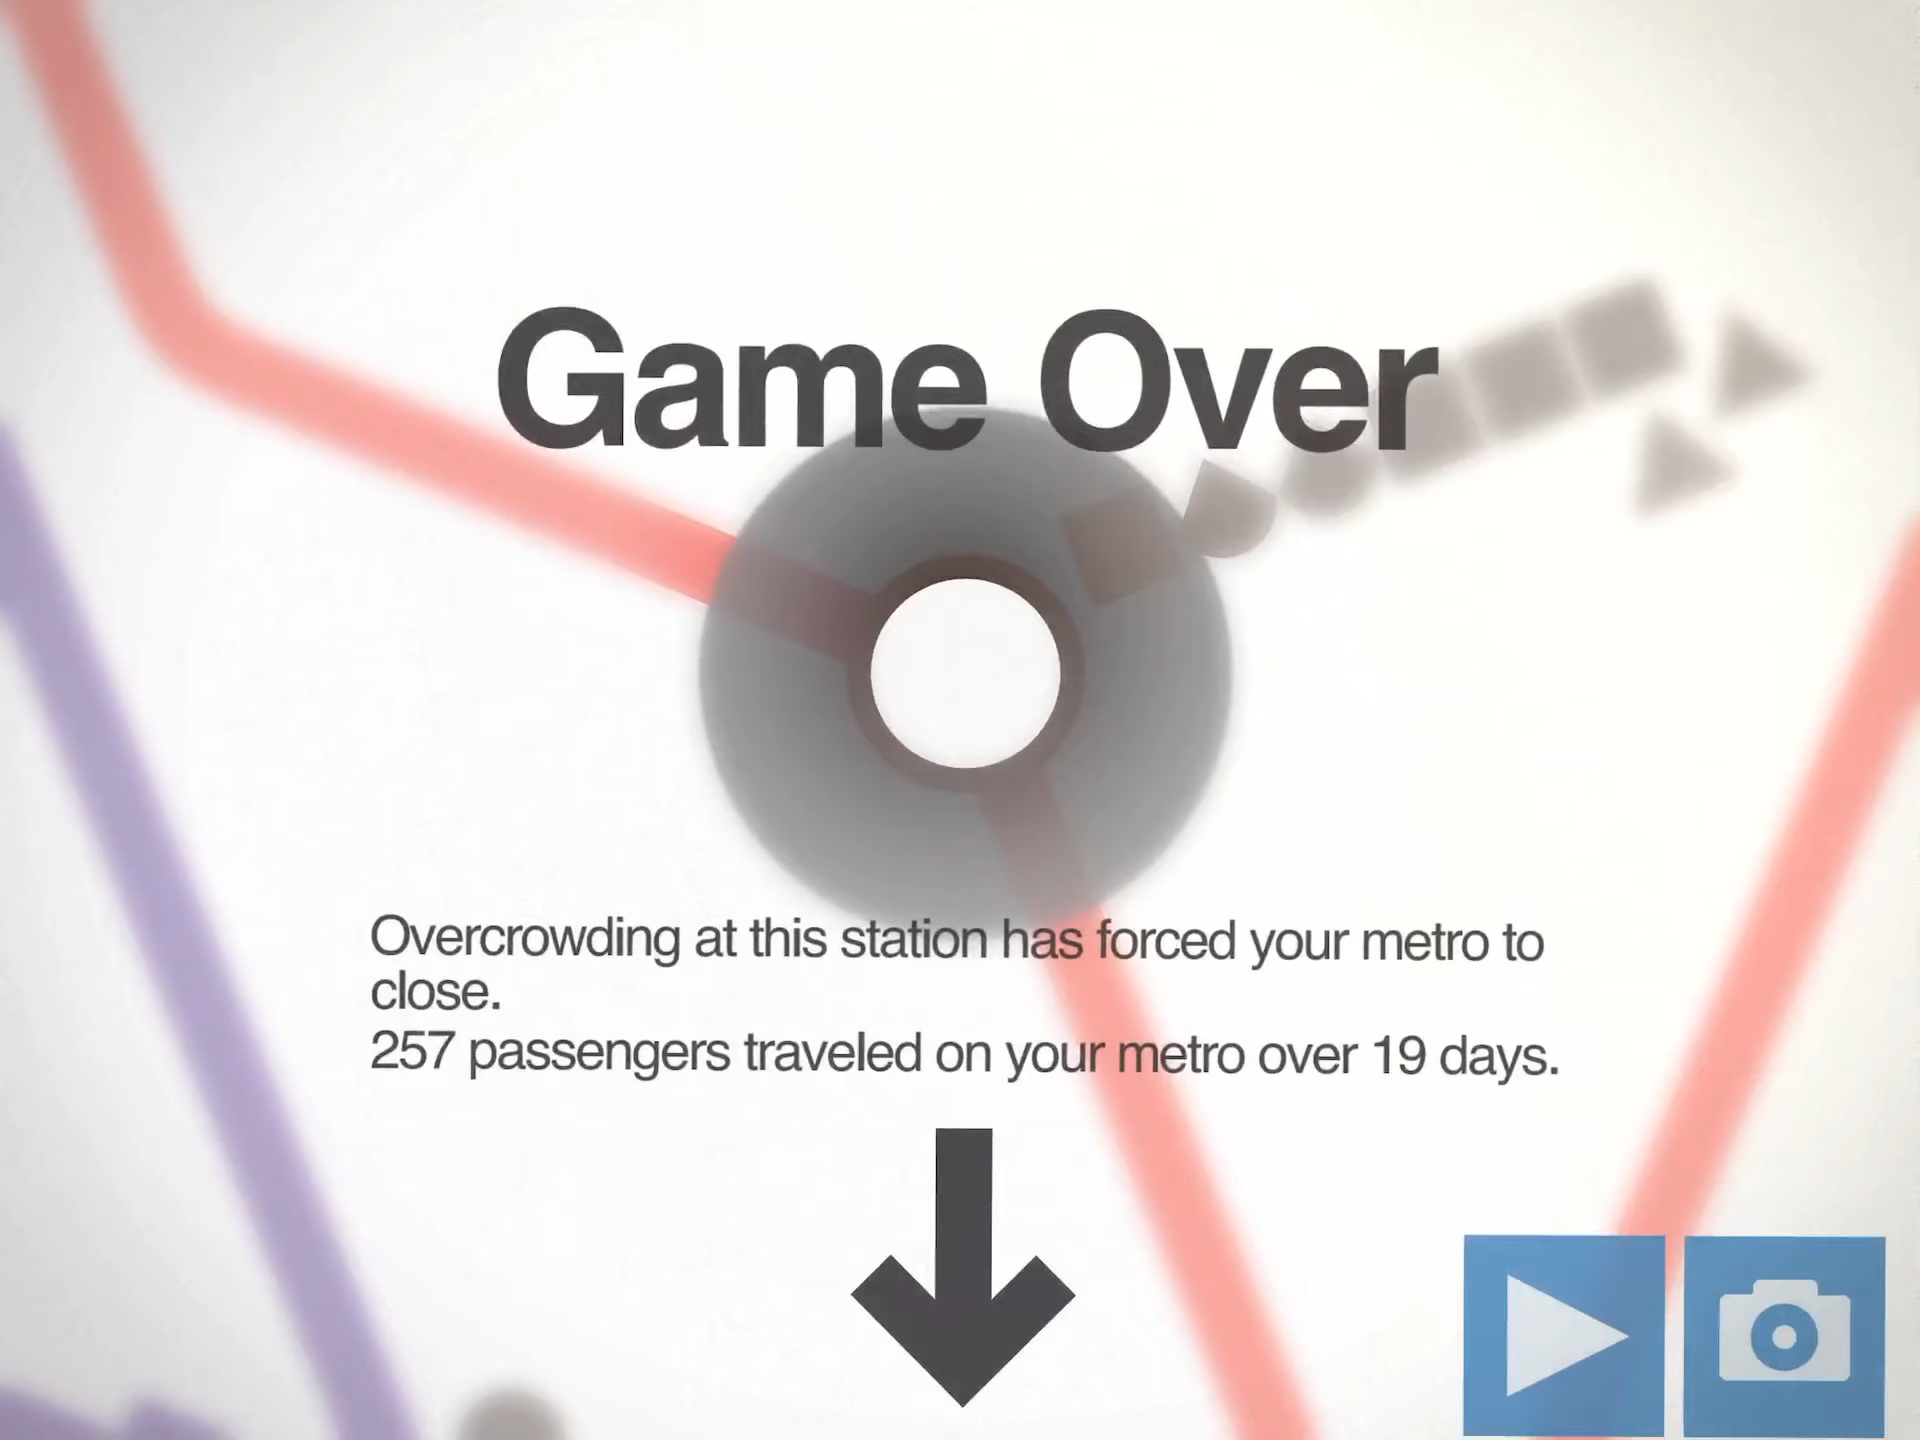 Game Over
Overcrowding at this station has forced your metro to
close.
257 passengers traveled on your metro over 19 days.